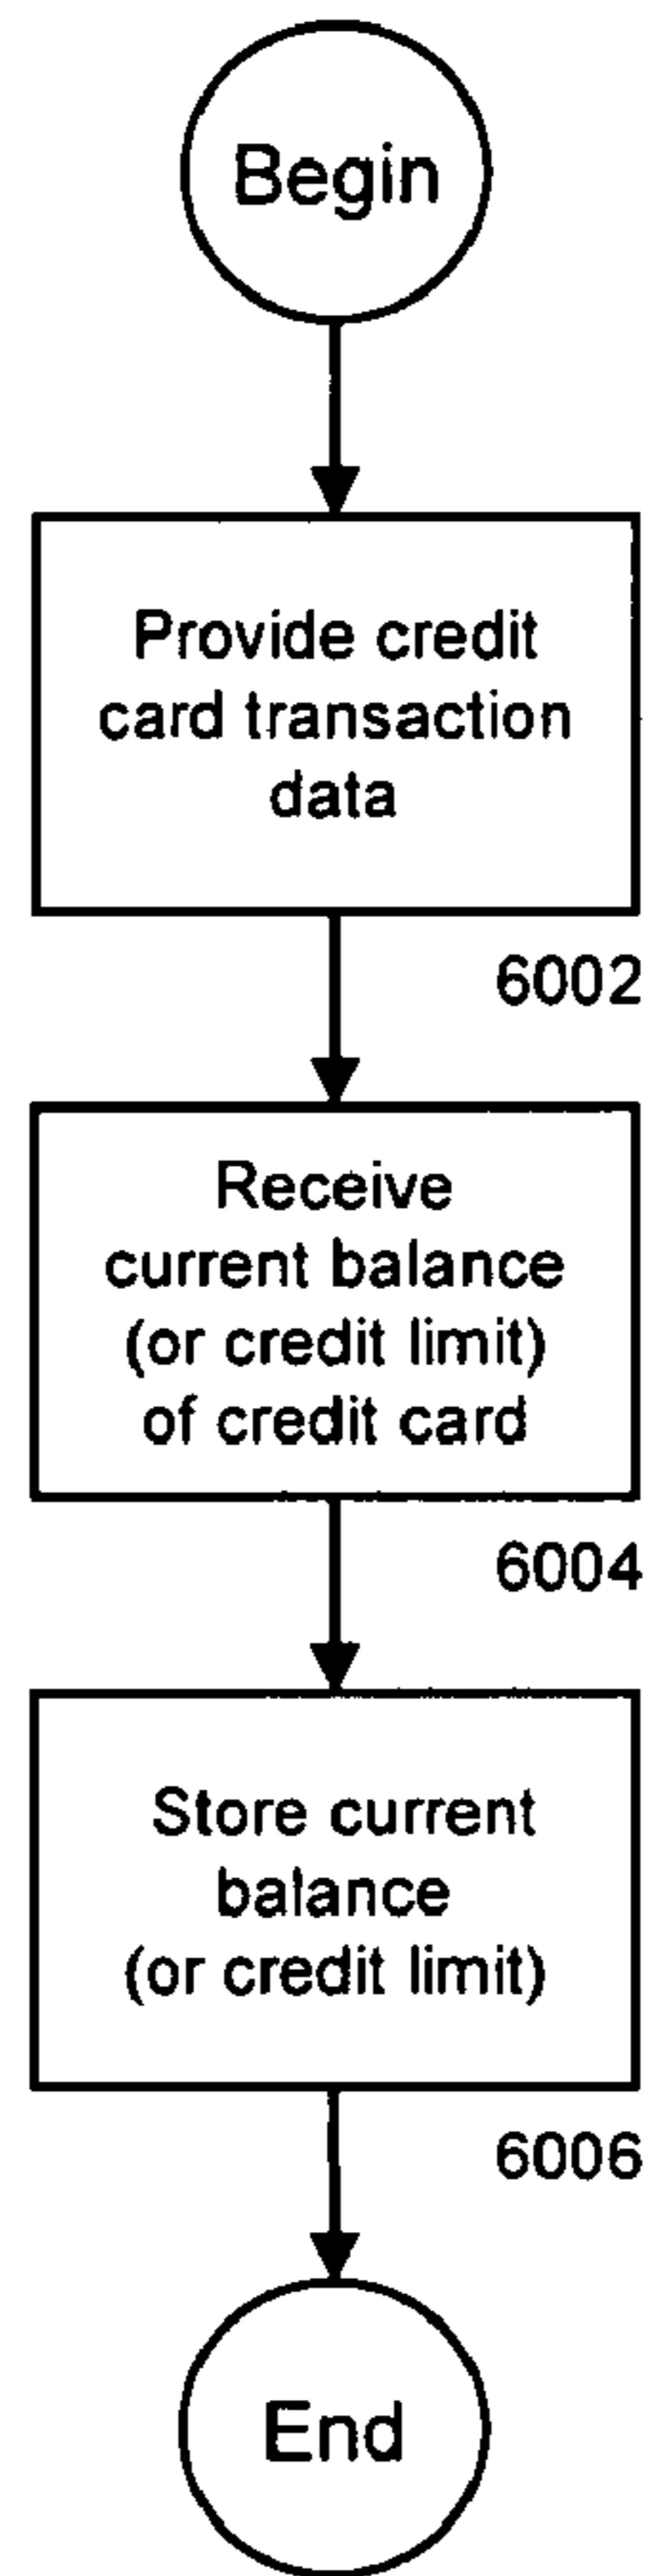 Begin
Provide credit
card transaction
data
6002
Receive
current balance
(or credit limit)
of credit card
6004
Store current
balance
(or credit limit)
6006
End